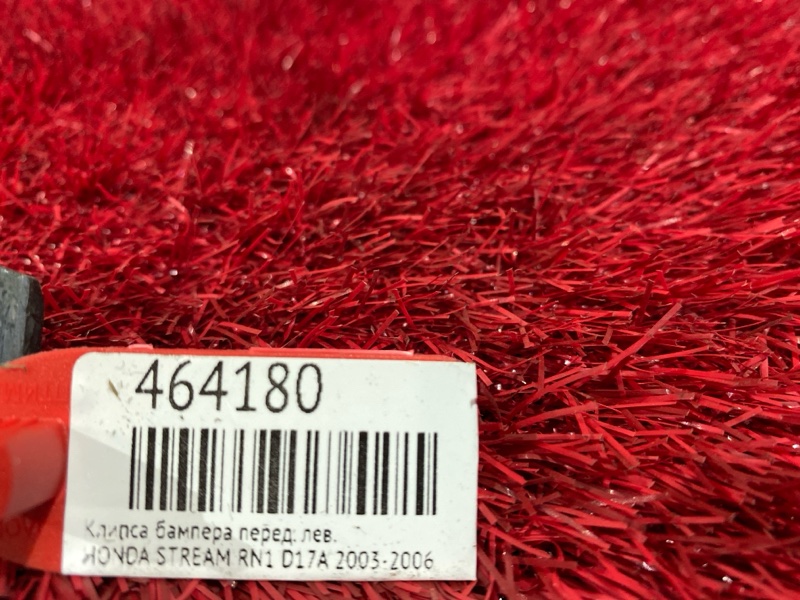 464180
Клипса бампера перед. лев.
HONDA STREAM RN1 D17A 2003-2006